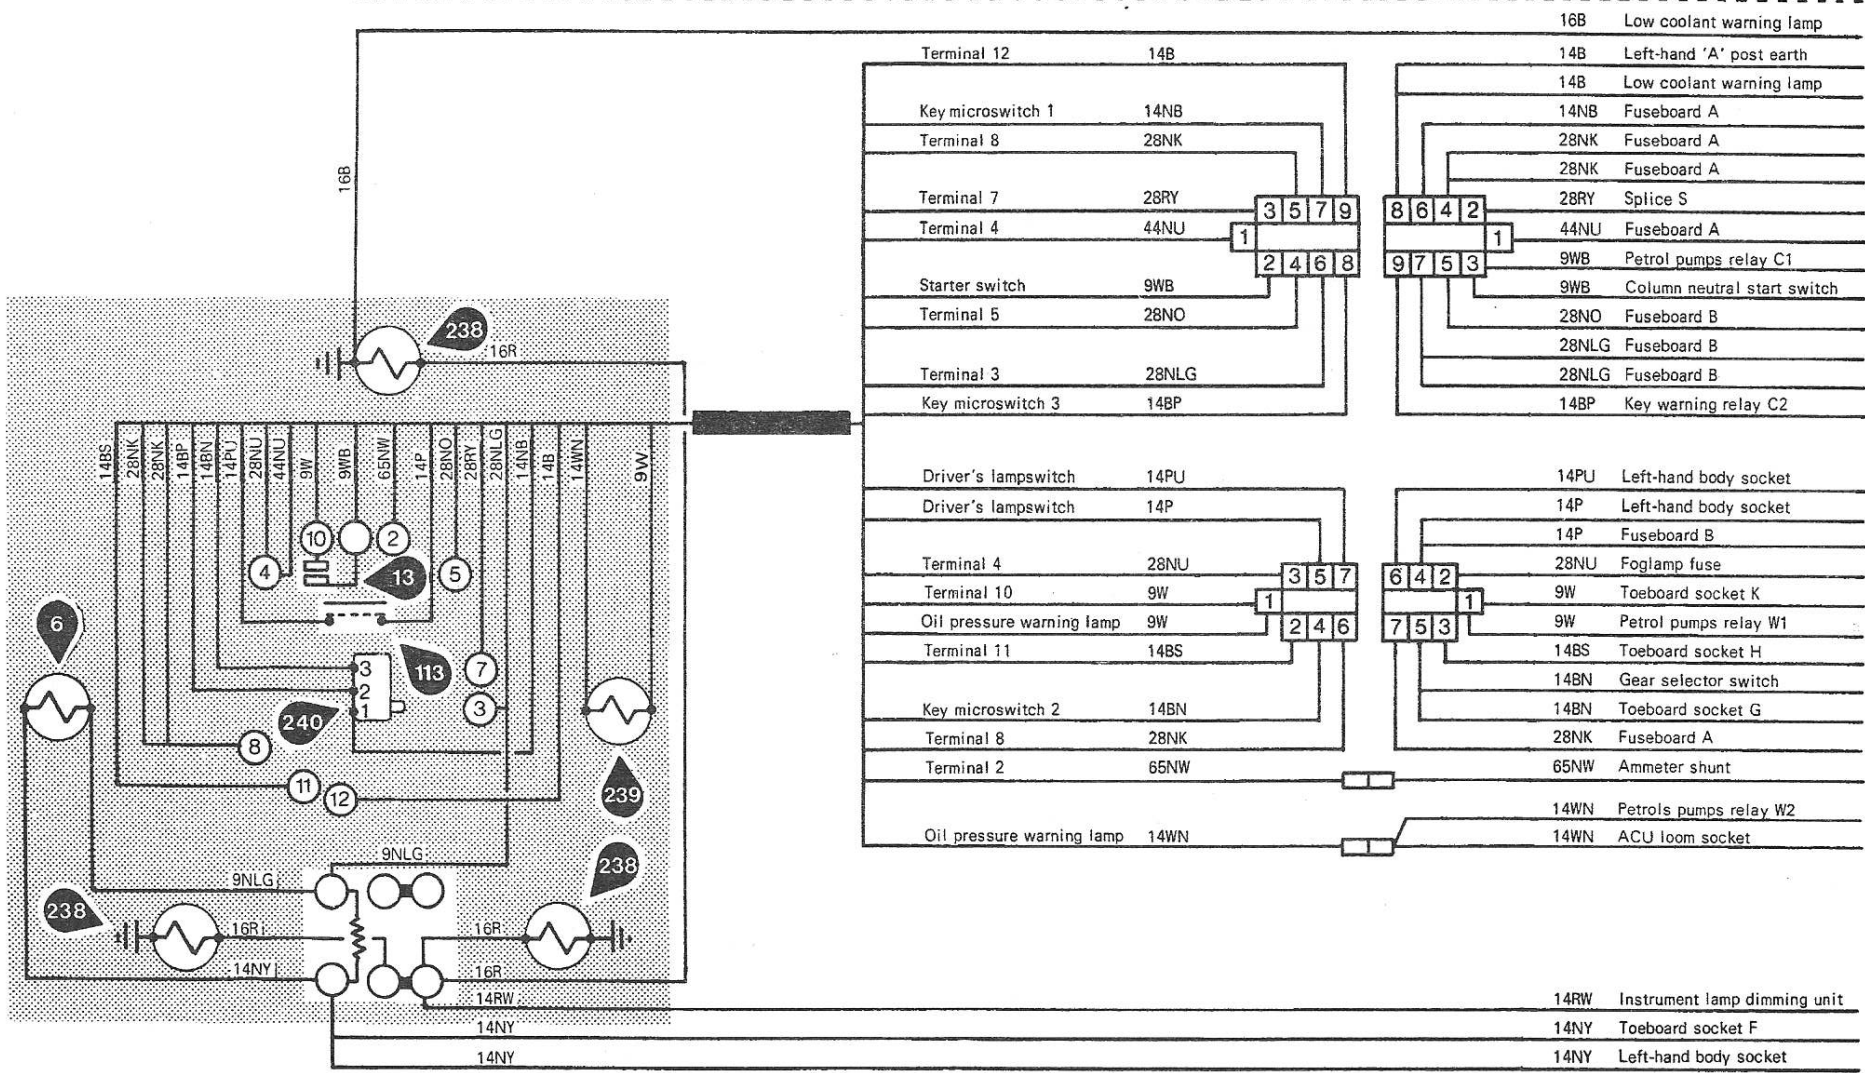 16B Low coolant warning lamp
Terminal 12 14B
14B Left-hand 'A' post earth
14B Low coolant warning lamp
Key microswitch 1 14NB
14NB Fuseboard A
Terminal 8 28NK
28NK Fuseboard A
28NK Fuseboard A
Terminal 7 28RY
28RY Splice S
3 5 7 9
8 6 4 2
Terminal 4 44NU
1
1
44NU Fuseboard A
2 4 6 8
9 7 5 3
9WB Petrol pumps relay C1
Starter switch 9WB
9WB Column neutral start switch
Terminal 5 28NO
28NO Fuseboard B
28NLG Fuseboard B
Terminal 3 28NLG
28NLG Fuseboard B
Key microswitch 3 14BP
14BP Key warning relay C2
16B
238
16R
14BS
28NK
28NK
14BP
14BN
14PU
28NU
44NU
9W
9WB
65NW
14P
28NO
28RY
28NLG
14NB
14B
14WN
9W
10
2
4
13
5
6
3
113
7
2
1
240
3
8
11
12
239
Driver's lampswitch 14PU
14PU Left-hand body socket
Driver's lampswitch 14P
14P Left-hand body socket
14P Fuseboard B
Terminal 4 28NU
3 5 7
6 4 2
28NU Foglamp fuse
Terminal 10 9W
1
1
9W Toeboard socket K
Oil pressure warning lamp 9W
2 4 6
7 5 3
9W Petrol pumps relay W1
Terminal 11 14BS
14BS Toeboard socket H
14BN Gear selector switch
Key microswitch 2 14BN
14BN Toeboard socket G
Terminal 8 28NK
28NK Fuseboard A
Terminal 2 65NW
65NW Ammeter shunt
14WN Petrols pumps relay W2
Oil pressure warning lamp 14WN
14WN ACU loom socket
9NLG
238
9NLG
238
16R
16R
14NY
16R
14RW
14RW Instrument lamp dimming unit
14NY
14NY Toeboard socket F
14NY
14NY Left-hand body socket